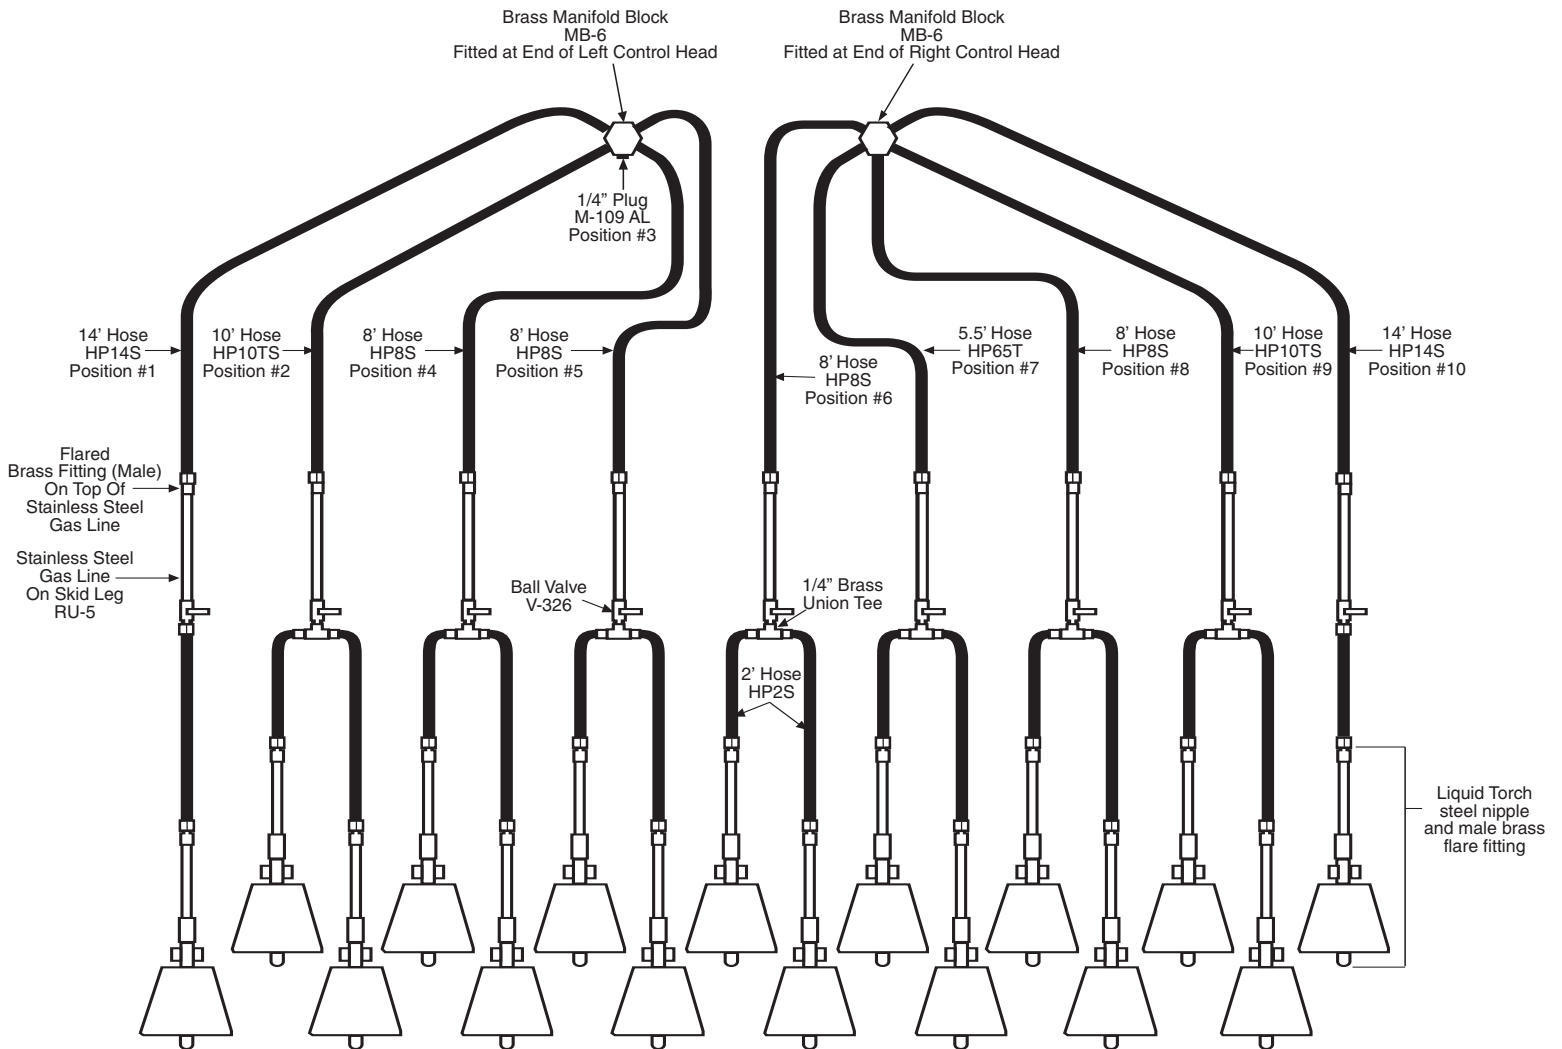 Brass Manifold Block
MB-6
Fitted at End of Left Control Head
Brass Manifold Block
MB-6
Fitted at End of Right Control Head
1/4” Plug
M-109 AL
Position #3
14’ Hose
HP14S
Position #1
10’ Hose
HP10TS
Position #2
8’ Hose
HP8S
Position #4
8’ Hose
HP8S
Position #5
8’ Hose
HP8S
Position #6
5.5’ Hose
HP65T
Position #7
8’ Hose
HP8S
Position #8
10’ Hose
HP10TS
Position #9
14’ Hose
HP14S
Position #10
Flared
Brass Fitting (Male)
On Top Of
Stainless Steel
Gas Line
Stainless Steel
Gas Line
On Skid Leg
RU-5
Ball Valve
V-326
1/4” Brass
Union Tee
2’ Hose
HP2S
Liquid Torch
steel nipple
and male brass
flare fitting